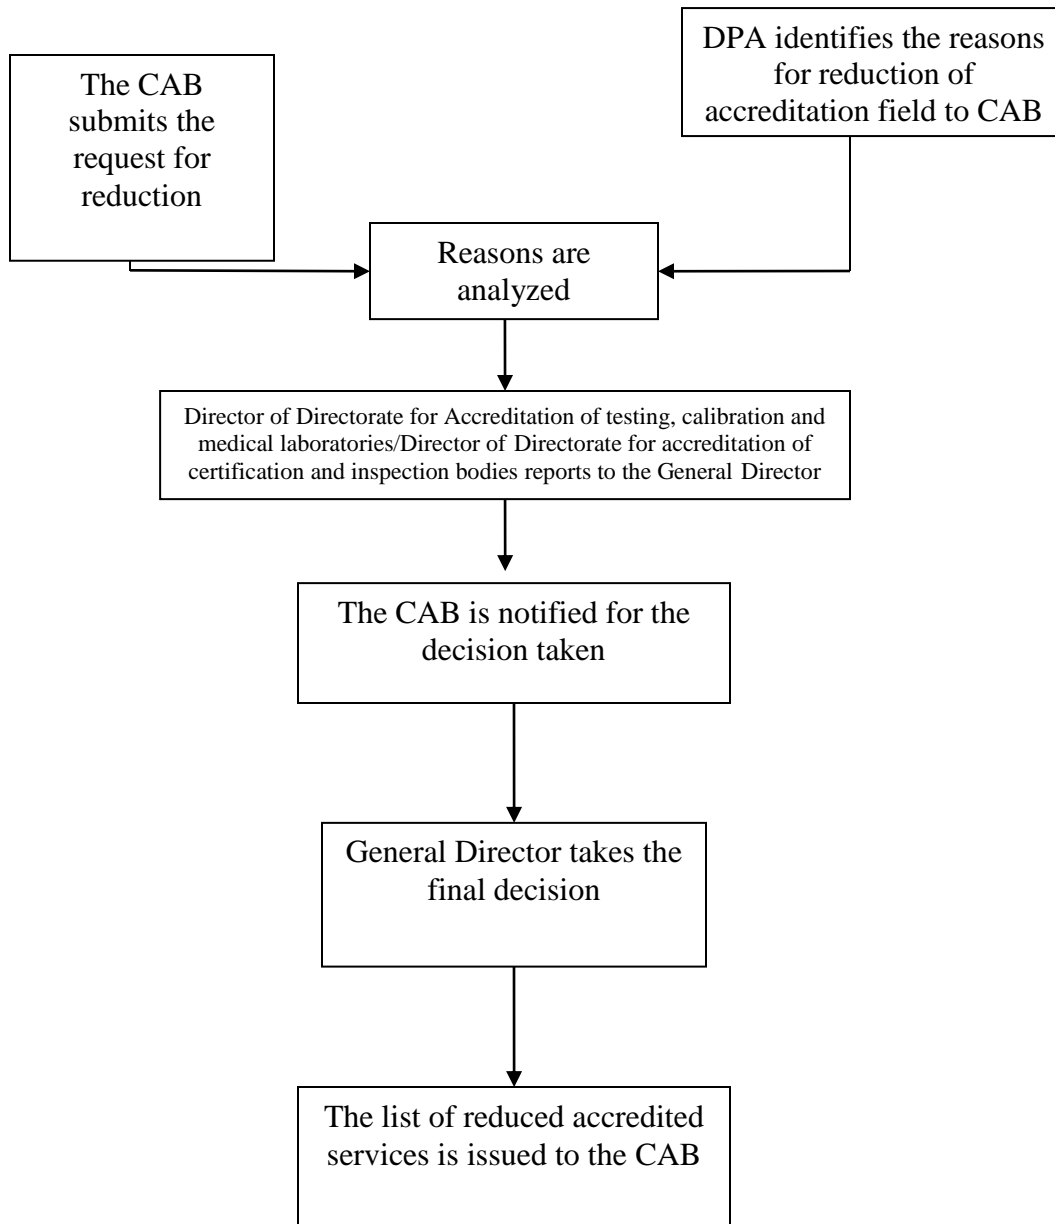 The CAB
submits the
request for
reduction
DPA identifies the reasons
for reduction of
accreditation field to CAB
Reasons are
analyzed
Director of Directorate for Accreditation of testing, calibration and
medical laboratories/Director of Directorate for accreditation of
certification and inspection bodies reports to the General Director
The CAB is notified for the
decision taken
General Director takes the
final decision
The list of reduced accredited
services is issued to the CAB